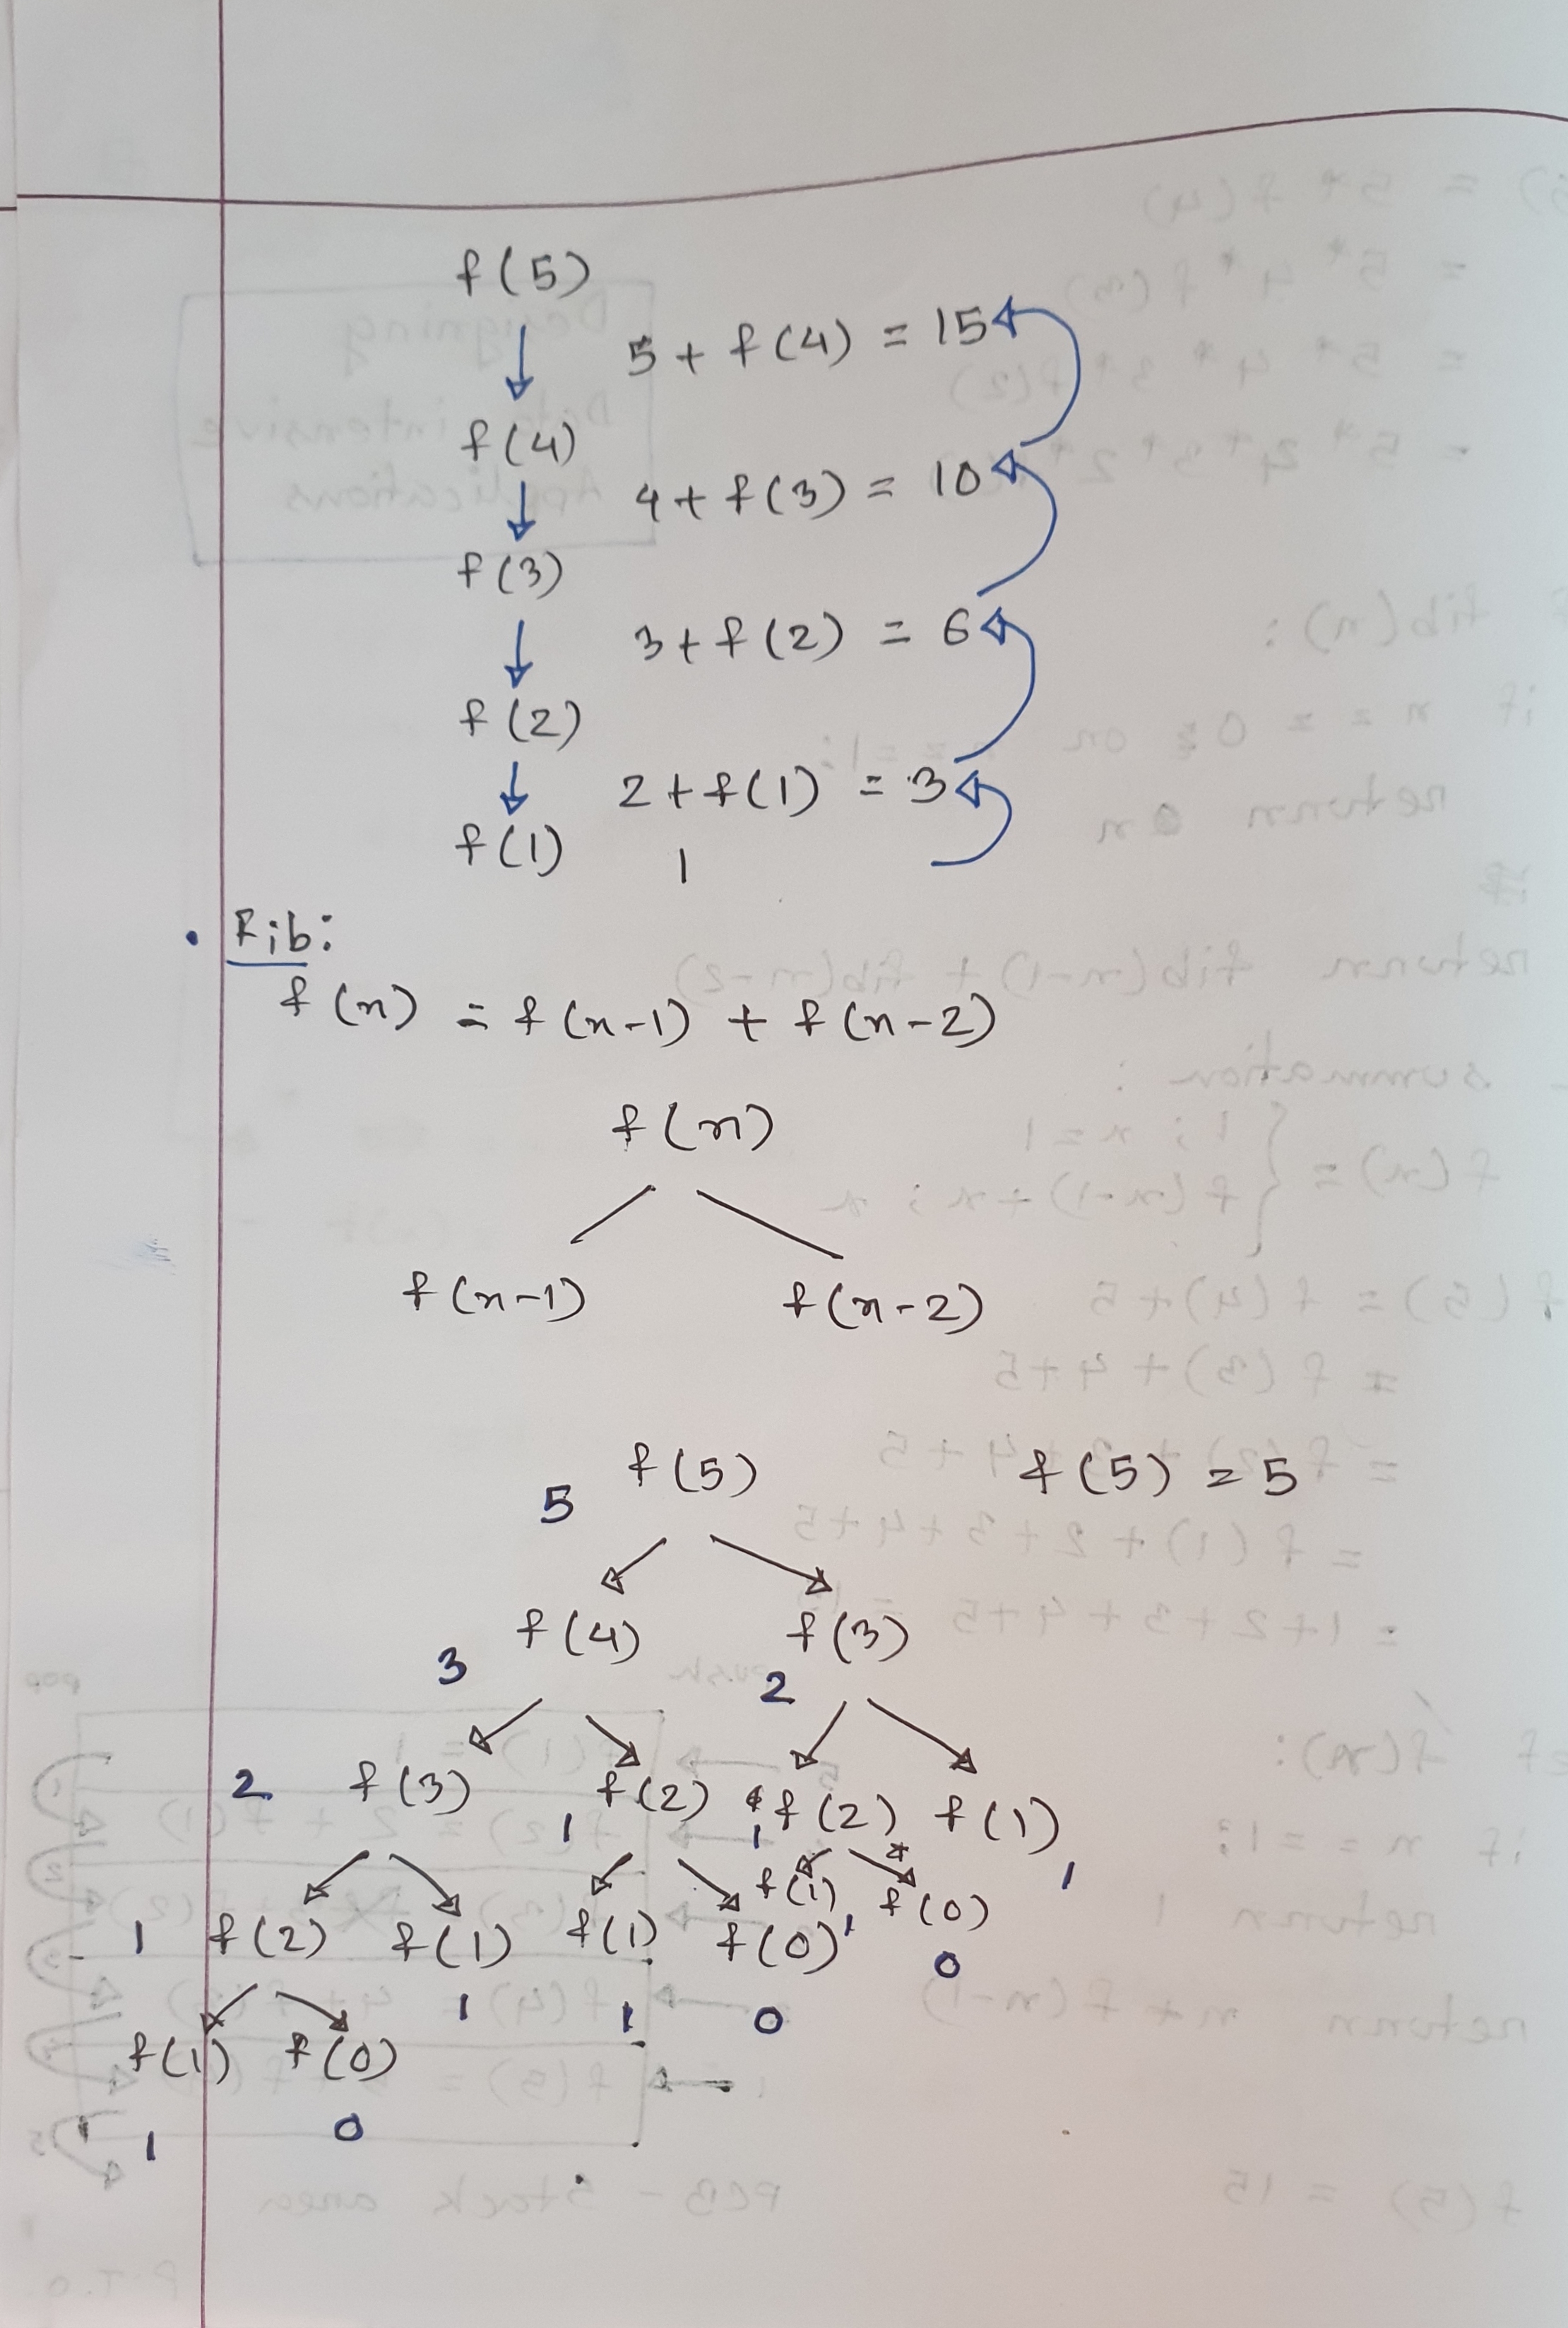 f(5)
5 + f(4) = 15
f(4)
4 + f(3) = 10
f(3)
3 + f(2) = 6
f(2)
2 + f(1) = 3
f(1) 1
• Fib:
f(n) = f(n-1) + f(n-2)
f(n)
f(n-1) f(n-2)
5 f(5) f(5) = 5
3 f(4) 2 f(3)
2 f(3) 1 f(2) 1 f(2) f(1) 1
f(1) 1 f(0) 0
1 f(2) f(1) 1 f(1) 1 f(0) 0
f(1) f(0)
1 0